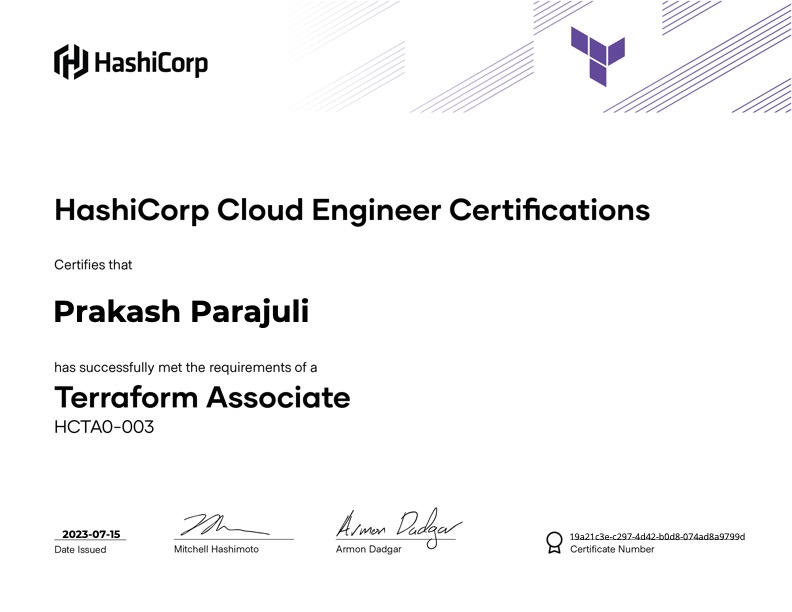 HashiCorp
HashiCorp Cloud Engineer Certifications
Certifies that
Prakash Parajuli
has successfully met the requirements of a
Terraform Associate
HCTA0-003
2023-07-15
Date Issued
Mitchell Hashimoto
Armon Dadgar
Armon Dadgar
19a21c3e-c297-4d42-b0d8-074ad8a9799d
Certificate Number